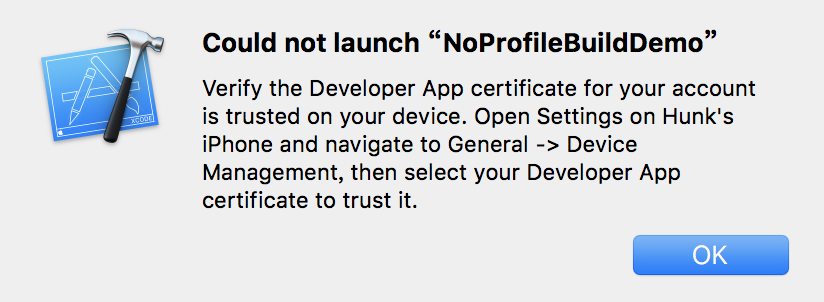 Could not launch “NoProfileBuildDemo”
Verify the Developer App certificate for your account
is trusted on your device. Open Settings on Hunk's
iPhone and navigate to General -> Device
Management, then select your Developer App
certificate to trust it.
XCODE
OK